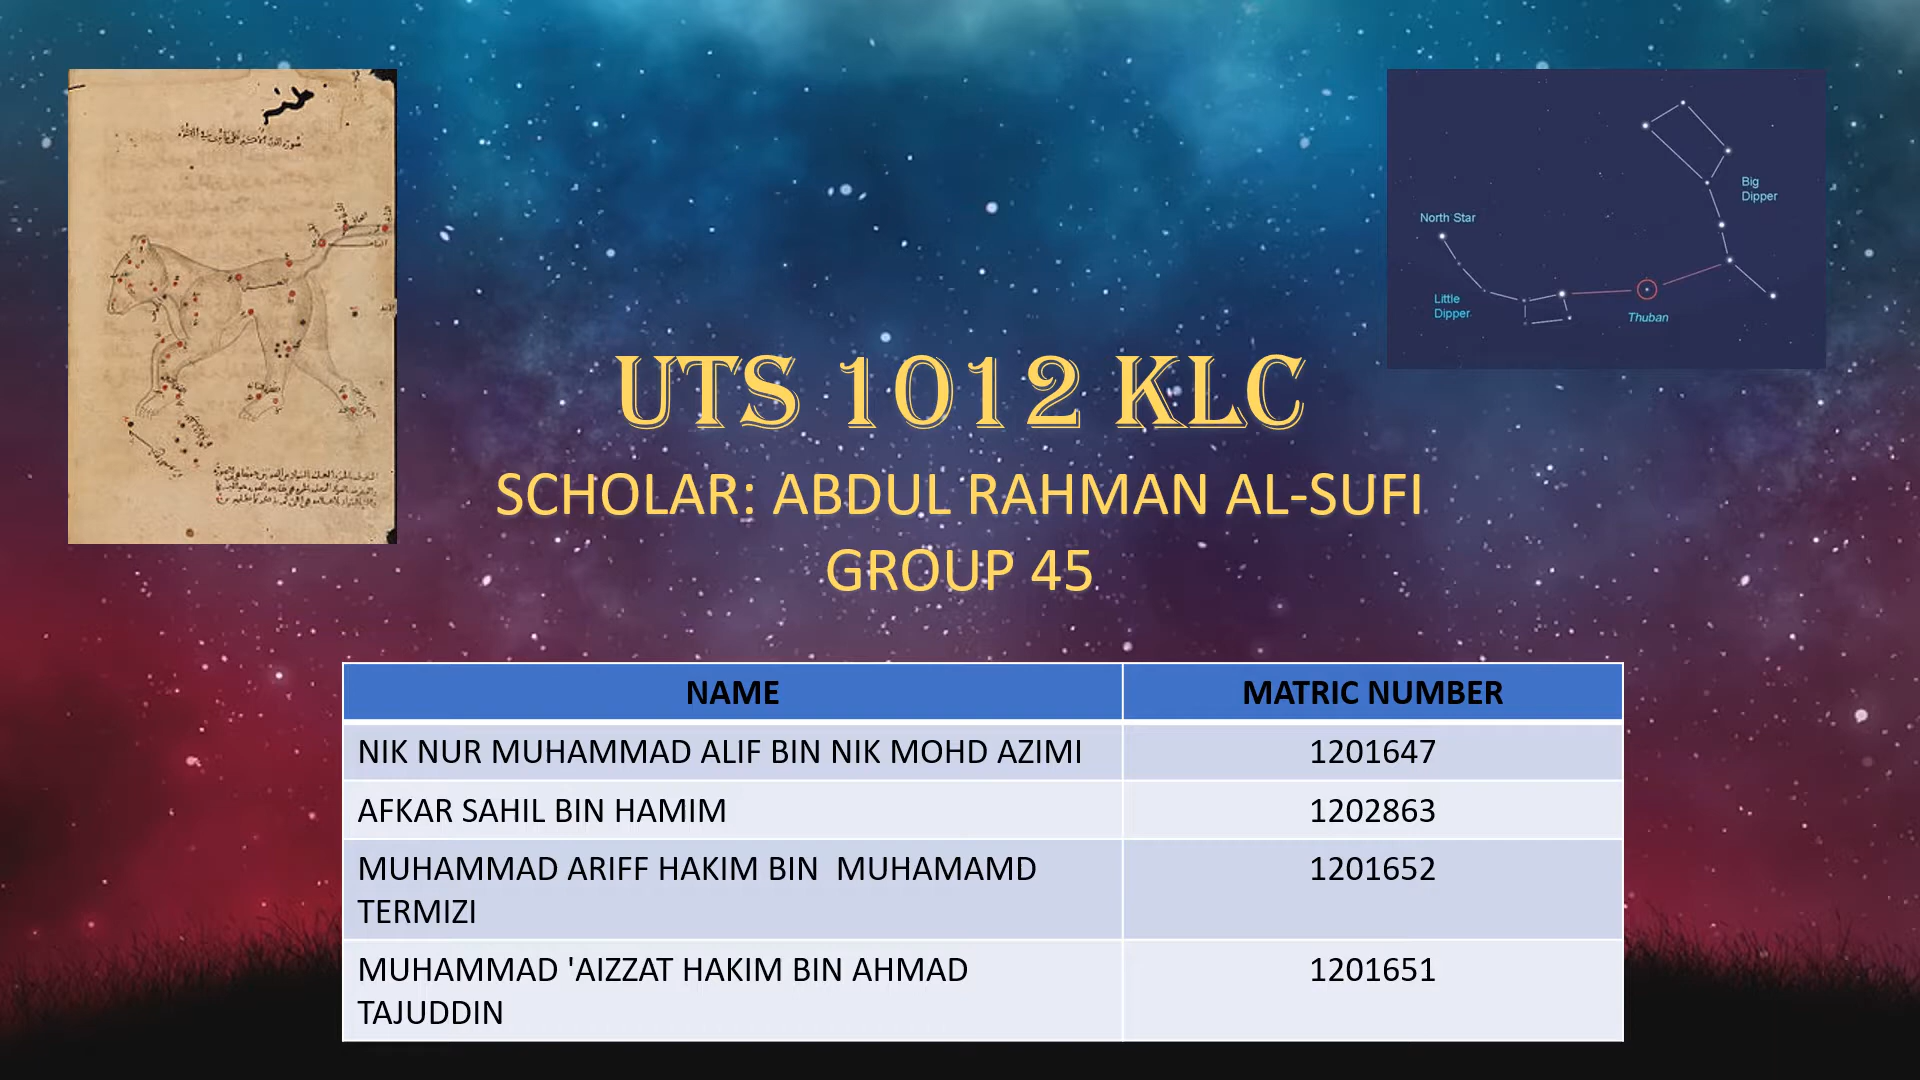 North Star
Big
Dipper
Little
Dipper
Thuban
UTS 1012 KLC
SCHOLAR: ABDUL RAHMAN AL-SUFI
GROUP 45
NAME MATRIC NUMBER
NIK NUR MUHAMMAD ALIF BIN NIK MOHD AZIMI 1201647
AFKAR SAHIL BIN HAMIM 1202863
MUHAMMAD ARIFF HAKIM BIN  MUHAMAMD 1201652
TERMIZI
MUHAMMAD 'AIZZAT HAKIM BIN AHMAD 1201651
TAJUDDIN